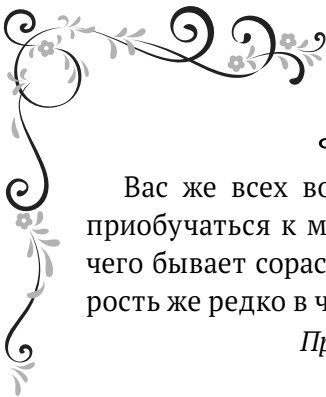 Вас же всех во
приобучаться к м
чего бывает сорас
рость же редко в ч
Пр